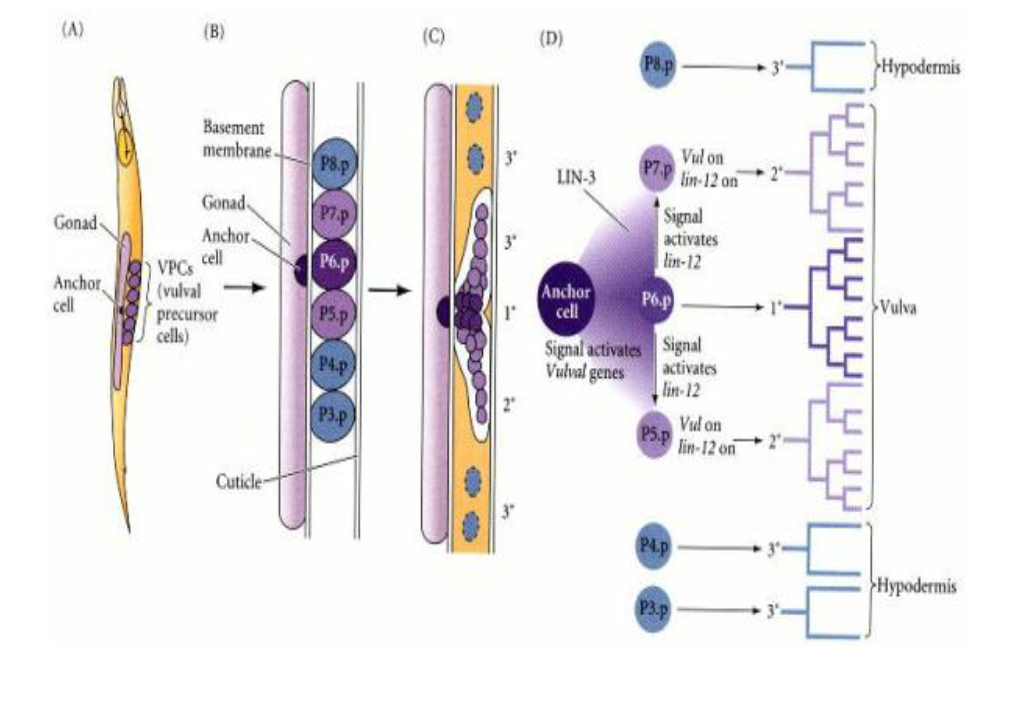 (A)
Gonad
Anchor
cell
VPCs
(vulval
precursor
cells)
(B)
Basement
membrane
Gonad
Anchor
cell
P8.p
P7.p
P6.p
P5.p
P4.p
P3.p
Cuticle
(C)
3°
3°
1°
2°
3°
(D)
P8.p
3°
Hypodermis
LIN-3
P7.p
Vul on
lin-12 on
2°
Signal
activates
lin-12
Anchor
cell
P6.p
1°
Vulva
Signal activates
Vulval genes
Signal
activates
lin-12
P5.p
Vul on
lin-12 on
2°
P4.p
3°
Hypodermis
P3.p
3°